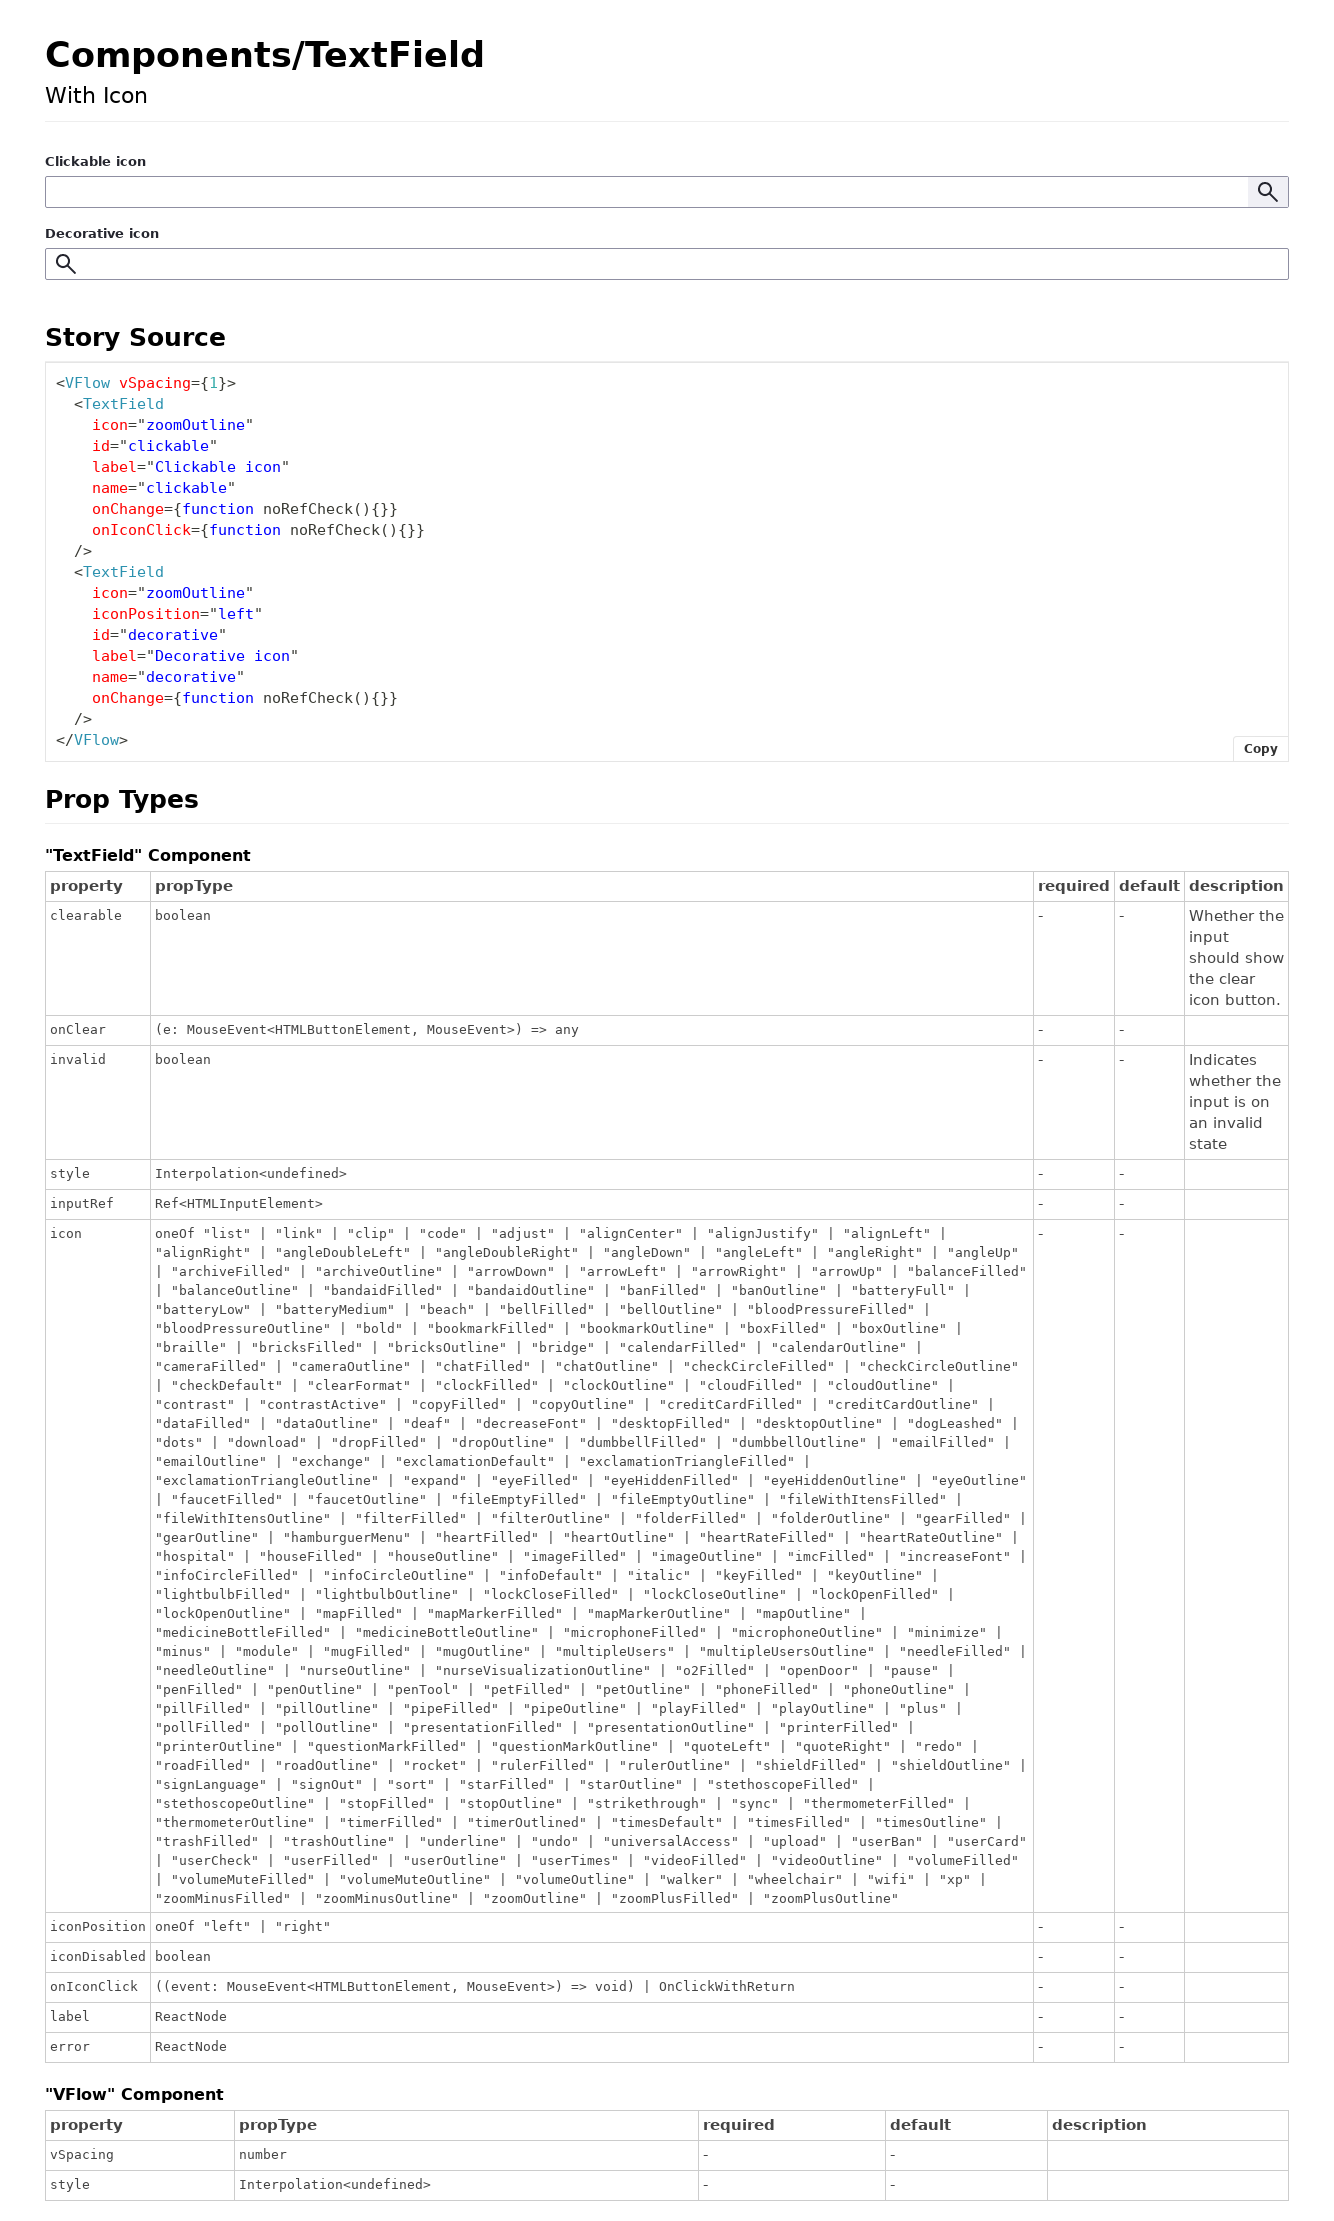 Components/TextField
With Icon
Clickable icon
Decorative icon
Story Source
<VFlow vSpacing={1}>
  <TextField
    icon="zoomOutline"
    id="clickable"
    label="Clickable icon"
    name="clickable"
    onChange={function noRefCheck(){}}
    onIconClick={function noRefCheck(){}}
  />
  <TextField
    icon="zoomOutline"
    iconPosition="left"
    id="decorative"
    label="Decorative icon"
    name="decorative"
    onChange={function noRefCheck(){}}
  />
</VFlow>
Copy
Prop Types
"TextField" Component
property propType required default description
clearable boolean - - Whether the
input
should show
the clear
icon button.
onClear (e: MouseEvent<HTMLButtonElement, MouseEvent>) => any - -
invalid boolean - - Indicates
whether the
input is on
an invalid
state
style Interpolation<undefined> - -
inputRef Ref<HTMLInputElement> - -
icon oneOf "list" | "link" | "clip" | "code" | "adjust" | "alignCenter" | "alignJustify" | "alignLeft" | - -
"alignRight" | "angleDoubleLeft" | "angleDoubleRight" | "angleDown" | "angleLeft" | "angleRight" | "angleUp"
| "archiveFilled" | "archiveOutline" | "arrowDown" | "arrowLeft" | "arrowRight" | "arrowUp" | "balanceFilled"
| "balanceOutline" | "bandaidFilled" | "bandaidOutline" | "banFilled" | "banOutline" | "batteryFull" |
"batteryLow" | "batteryMedium" | "beach" | "bellFilled" | "bellOutline" | "bloodPressureFilled" |
"bloodPressureOutline" | "bold" | "bookmarkFilled" | "bookmarkOutline" | "boxFilled" | "boxOutline" |
"braille" | "bricksFilled" | "bricksOutline" | "bridge" | "calendarFilled" | "calendarOutline" |
"cameraFilled" | "cameraOutline" | "chatFilled" | "chatOutline" | "checkCircleFilled" | "checkCircleOutline"
| "checkDefault" | "clearFormat" | "clockFilled" | "clockOutline" | "cloudFilled" | "cloudOutline" |
"contrast" | "contrastActive" | "copyFilled" | "copyOutline" | "creditCardFilled" | "creditCardOutline" |
"dataFilled" | "dataOutline" | "deaf" | "decreaseFont" | "desktopFilled" | "desktopOutline" | "dogLeashed" |
"dots" | "download" | "dropFilled" | "dropOutline" | "dumbbellFilled" | "dumbbellOutline" | "emailFilled" |
"emailOutline" | "exchange" | "exclamationDefault" | "exclamationTriangleFilled" |
"exclamationTriangleOutline" | "expand" | "eyeFilled" | "eyeHiddenFilled" | "eyeHiddenOutline" | "eyeOutline"
| "faucetFilled" | "faucetOutline" | "fileEmptyFilled" | "fileEmptyOutline" | "fileWithItensFilled" |
"fileWithItensOutline" | "filterFilled" | "filterOutline" | "folderFilled" | "folderOutline" | "gearFilled" |
"gearOutline" | "hamburguerMenu" | "heartFilled" | "heartOutline" | "heartRateFilled" | "heartRateOutline" |
"hospital" | "houseFilled" | "houseOutline" | "imageFilled" | "imageOutline" | "imcFilled" | "increaseFont" |
"infoCircleFilled" | "infoCircleOutline" | "infoDefault" | "italic" | "keyFilled" | "keyOutline" |
"lightbulbFilled" | "lightbulbOutline" | "lockCloseFilled" | "lockCloseOutline" | "lockOpenFilled" |
"lockOpenOutline" | "mapFilled" | "mapMarkerFilled" | "mapMarkerOutline" | "mapOutline" |
"medicineBottleFilled" | "medicineBottleOutline" | "microphoneFilled" | "microphoneOutline" | "minimize" |
"minus" | "module" | "mugFilled" | "mugOutline" | "multipleUsers" | "multipleUsersOutline" | "needleFilled" |
"needleOutline" | "nurseOutline" | "nurseVisualizationOutline" | "o2Filled" | "openDoor" | "pause" |
"penFilled" | "penOutline" | "penTool" | "petFilled" | "petOutline" | "phoneFilled" | "phoneOutline" |
"pillFilled" | "pillOutline" | "pipeFilled" | "pipeOutline" | "playFilled" | "playOutline" | "plus" |
"pollFilled" | "pollOutline" | "presentationFilled" | "presentationOutline" | "printerFilled" |
"printerOutline" | "questionMarkFilled" | "questionMarkOutline" | "quoteLeft" | "quoteRight" | "redo" |
"roadFilled" | "roadOutline" | "rocket" | "rulerFilled" | "rulerOutline" | "shieldFilled" | "shieldOutline" |
"signLanguage" | "signOut" | "sort" | "starFilled" | "starOutline" | "stethoscopeFilled" |
"stethoscopeOutline" | "stopFilled" | "stopOutline" | "strikethrough" | "sync" | "thermometerFilled" |
"thermometerOutline" | "timerFilled" | "timerOutlined" | "timesDefault" | "timesFilled" | "timesOutline" |
"trashFilled" | "trashOutline" | "underline" | "undo" | "universalAccess" | "upload" | "userBan" | "userCard"
| "userCheck" | "userFilled" | "userOutline" | "userTimes" | "videoFilled" | "videoOutline" | "volumeFilled"
| "volumeMuteFilled" | "volumeMuteOutline" | "volumeOutline" | "walker" | "wheelchair" | "wifi" | "xp" |
"zoomMinusFilled" | "zoomMinusOutline" | "zoomOutline" | "zoomPlusFilled" | "zoomPlusOutline"
iconPosition oneOf "left" | "right" - -
iconDisabled boolean - -
onIconClick ((event: MouseEvent<HTMLButtonElement, MouseEvent>) => void) | OnClickWithReturn - -
label ReactNode - -
error ReactNode - -
"VFlow" Component
property propType required default description
vSpacing number - -
style Interpolation<undefined> - -